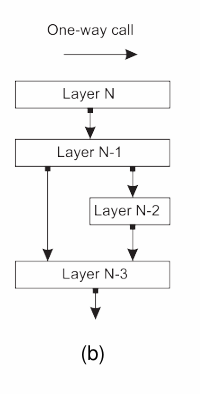 One-way call
Layer N
Layer N-1
Layer N-2
Layer N-3
(b)